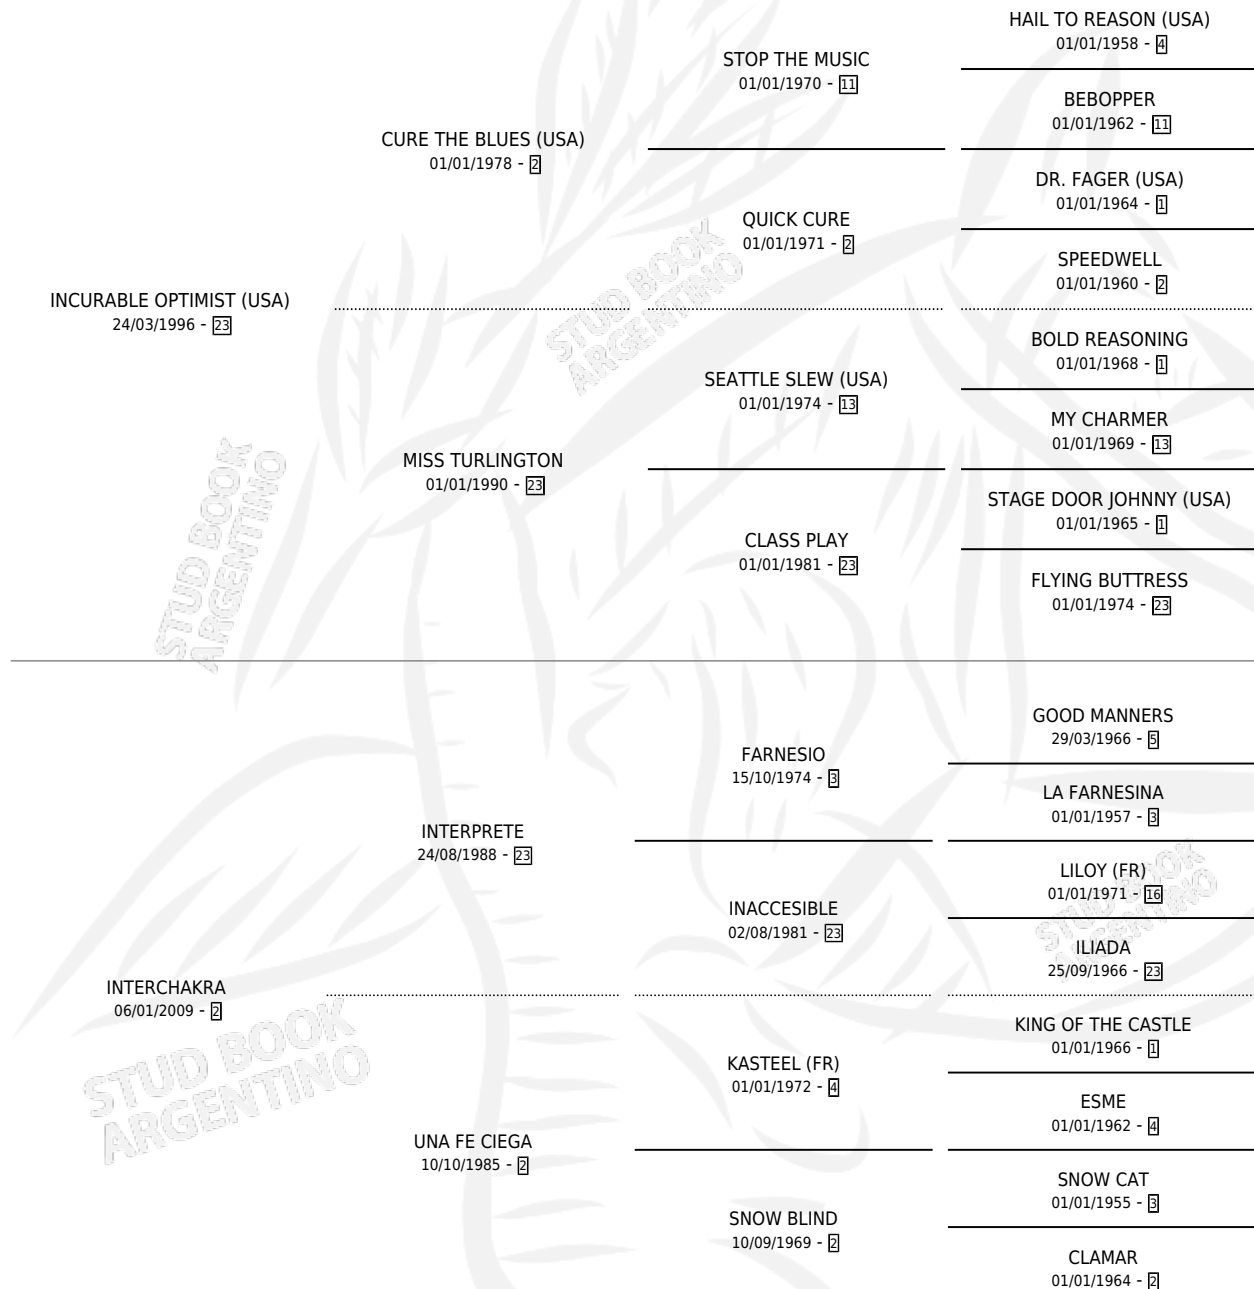 HAIL TO REASON (USA)
01/01/1958 - 4
STOP THE MUSIC
01/01/1970 - 11
BEBOPPER
01/01/1962 - 11
CURE THE BLUES (USA)
01/01/1978 - 2
DR. FAGER (USA)
01/01/1964 - 1
QUICK CURE
01/01/1971 - 2
SPEEDWELL
01/01/1960 - 2
INCURABLE OPTIMIST (USA)
24/03/1996 - 23
STUD BOOK
ARGENTINO
BOLD REASONING
01/01/1968 - 1
SEATTLE SLEW (USA)
01/01/1974 - 13
MY CHARMER
01/01/1969 - 13
MISS TURLINGTON
01/01/1990 - 23
STAGE DOOR JOHNNY (USA)
01/01/1965 - 1
CLASS PLAY
01/01/1981 - 23
FLYING BUTTRESS
01/01/1974 - 23
STUD BOOK
ARGENTINO
GOOD MANNERS
29/03/1966 - 5
FARNESIO
15/10/1974 - 3
LA FARNESINA
01/01/1957 - 3
INTERPRETE
24/08/1988 - 23
LILOY (FR)
01/01/1971 - 16
INACCESIBLE
02/08/1981 - 23
STUD BOOK
ARGENTINO
ILIADA
25/09/1966 - 23
INTERCHAKRA
06/01/2009 - 2
KING OF THE CASTLE
01/01/1966 - 1
KASTEEL (FR)
01/01/1972 - 4
STUD BOOK
ARGENTINO
ESME
01/01/1962 - 4
UNA FE CIEGA
10/10/1985 - 2
SNOW CAT
01/01/1955 - 3
SNOW BLIND
10/09/1969 - 2
CLAMAR
01/01/1964 - 2